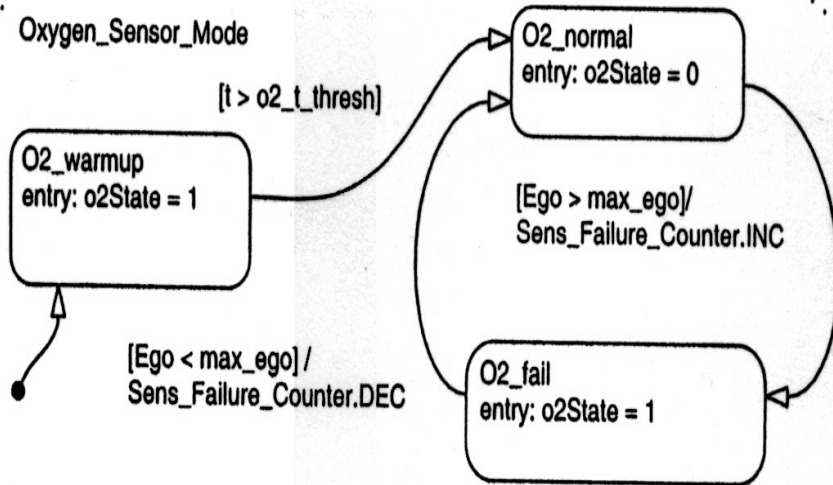 Oxygen_Sensor_Mode
O2_normal
entry: o2State = 0
[t > o2_t_thresh]
O2_warmup
entry: o2State = 1
[Ego > max_ego]/
Sens_Failure_Counter.INC
[Ego < max_ego] /
Sens_Failure_Counter.DEC
O2_fail
entry: o2State = 1